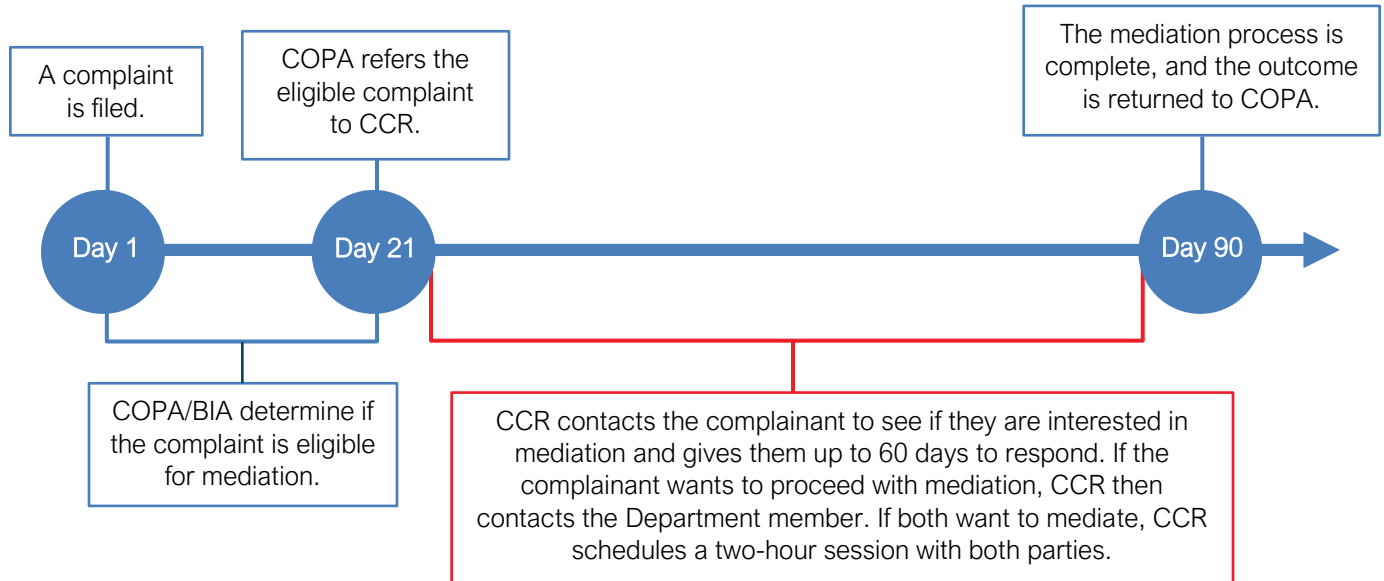 A complaint
is filed.
COPA refers the
eligible complaint
to CCR.
The mediation process is
complete, and the outcome
is returned to COPA.
Day 1
Day 21
Day 90
COPA/BIA determine if
the complaint is eligible
for mediation.
CCR contacts the complainant to see if they are interested in
mediation and gives them up to 60 days to respond. If the
complainant wants to proceed with mediation, CCR then
contacts the Department member. If both want to mediate, CCR
schedules a two-hour session with both parties.